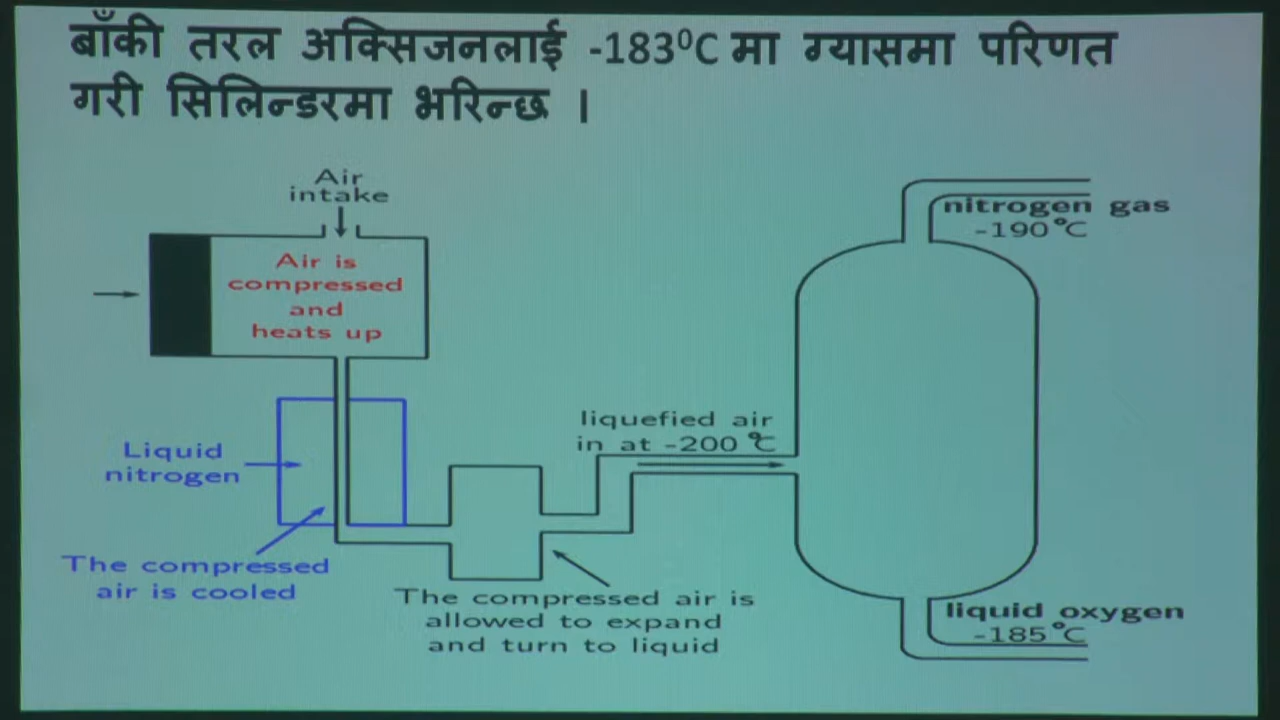 बाँकी तरल अक्सिजनलाई -183⁰C मा ग्यासमा परिणत
गरी सिलिन्डरमा भरिन्छ ।
Air
intake
Air is
compressed
and
heats up
nitrogen gas
-190°C
liquefied air
in at -200 °C
Liquid
nitrogen
The compressed
air is cooled
The compressed air is
allowed to expand
and turn to liquid
liquid oxygen
-185 °C